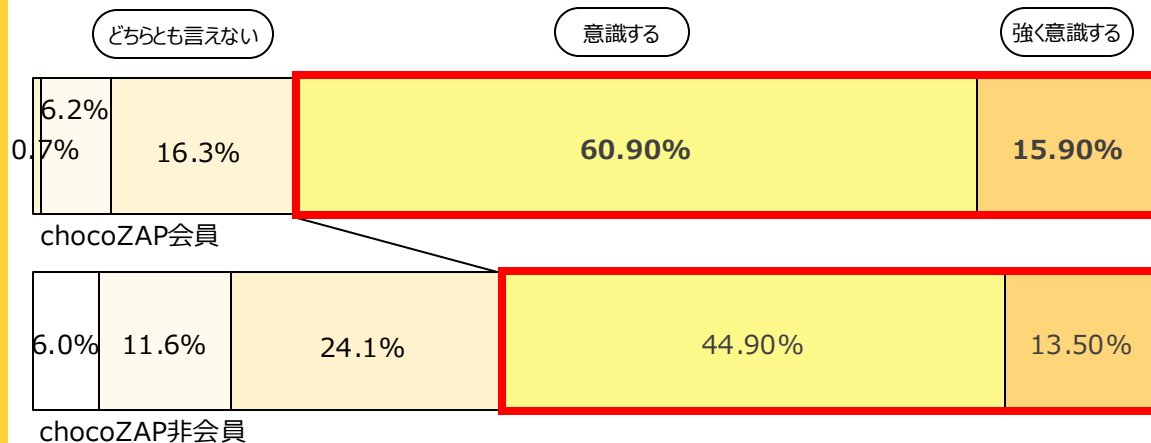 どちらとも言えない 意識する 強く意識する
6.2%
0.7% 16.3% 60.90% 15.90%
chocoZAP会員
6.0% 11.6% 24.1% 44.90% 13.50%
chocoZAP非会員